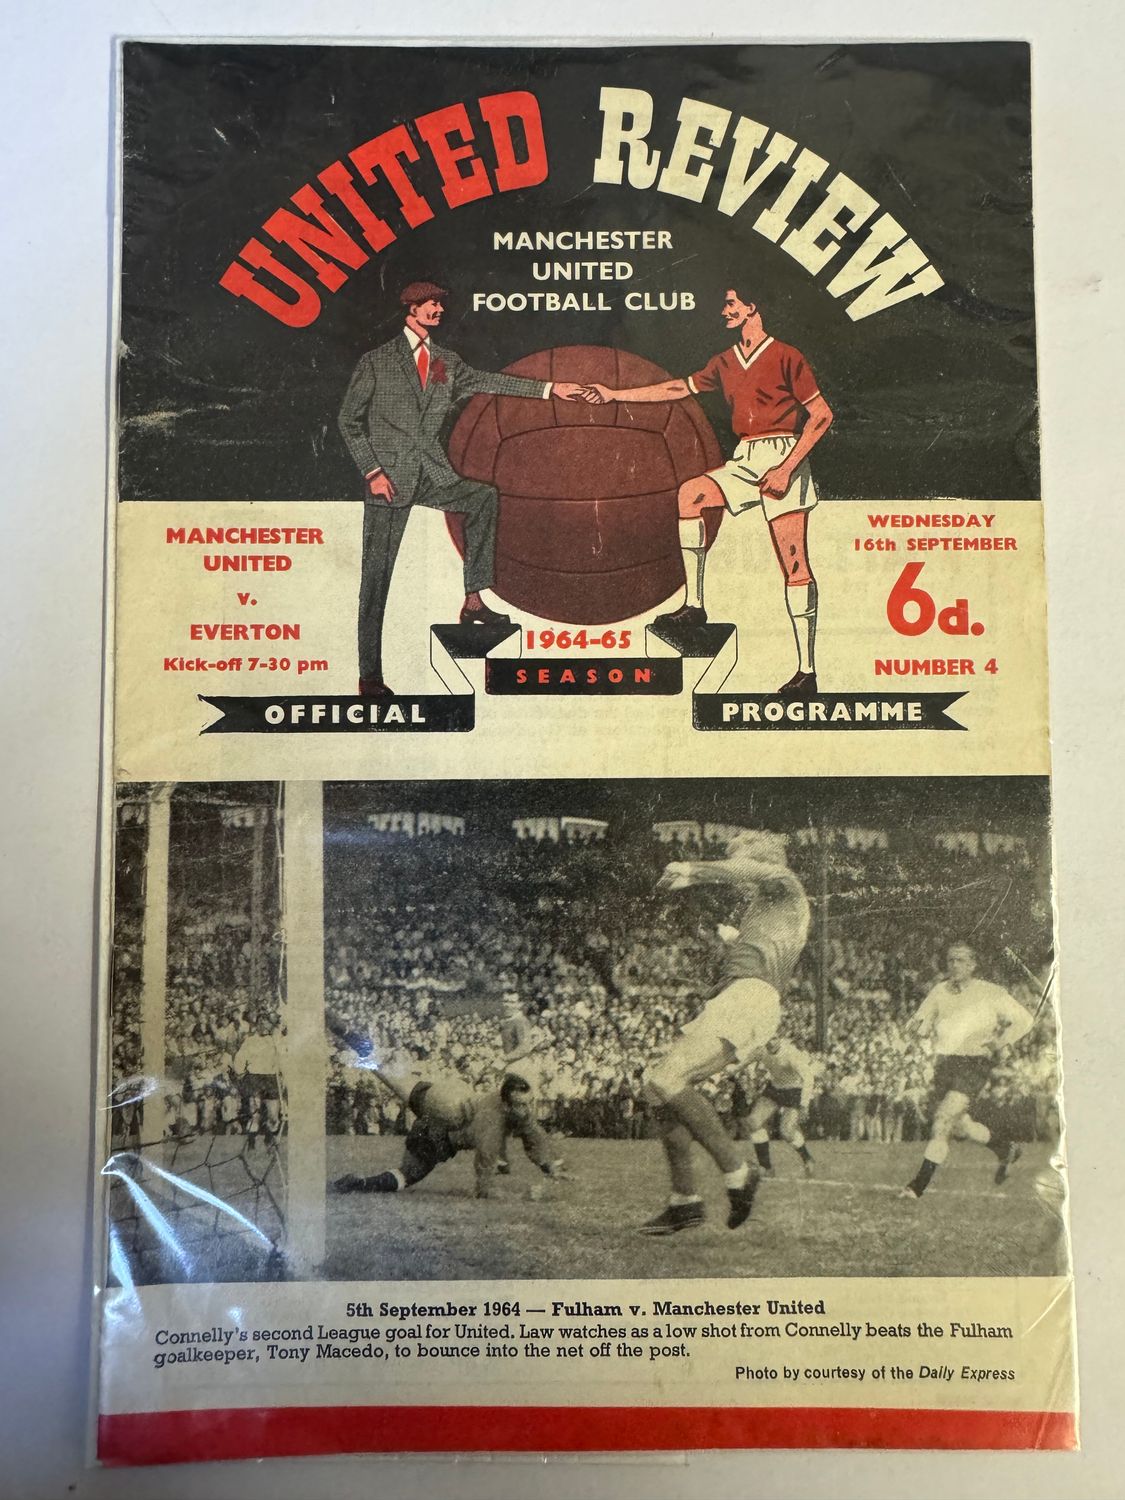 UNITED REVIEW
MANCHESTER
UNITED
FOOTBALL CLUB
MANCHESTER
UNITED
v.
EVERTON
Kick-off 7-30 pm
WEDNESDAY
16th SEPTEMBER
6d.
NUMBER 4
1964-65
SEASON
OFFICIAL
PROGRAMME
5th September 1964 — Fulham v. Manchester United
Connelly's second League goal for United. Law watches as a low shot from Connelly beats the Fulham
goalkeeper, Tony Macedo, to bounce into the net off the post.
Photo by courtesy of the Daily Express